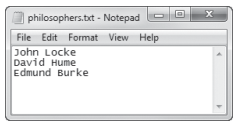 philosophers.txt - Notepad
File Edit Format View Help
John Locke
David Hume
Edmund Burke